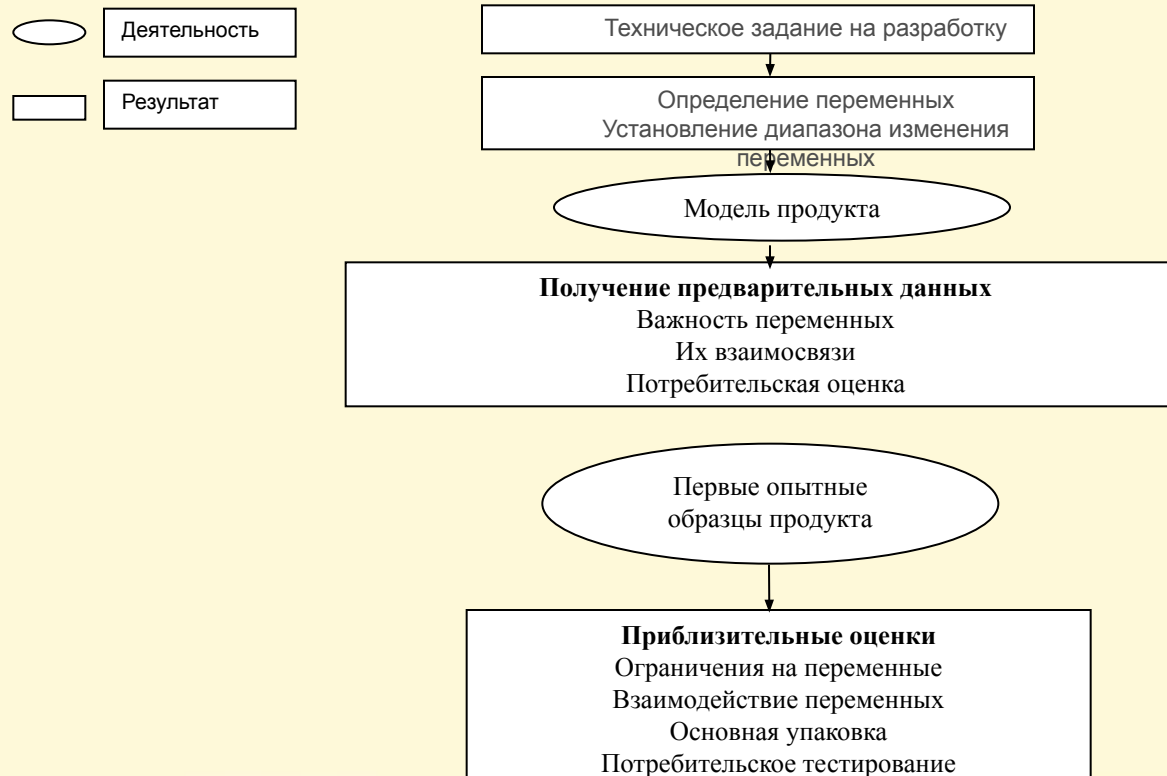 Деятельность
Результат
Техническое задание на разработку
Определение переменных
Установление диапазона изменения
переменных
Модель продукта
Получение предварительных данных
Важность переменных
Их взаимосвязи
Потребительская оценка
Первые опытные
образцы продукта
Приблизительные оценки
Ограничения на переменные
Взаимодействие переменных
Основная упаковка
Потребительское тестирование